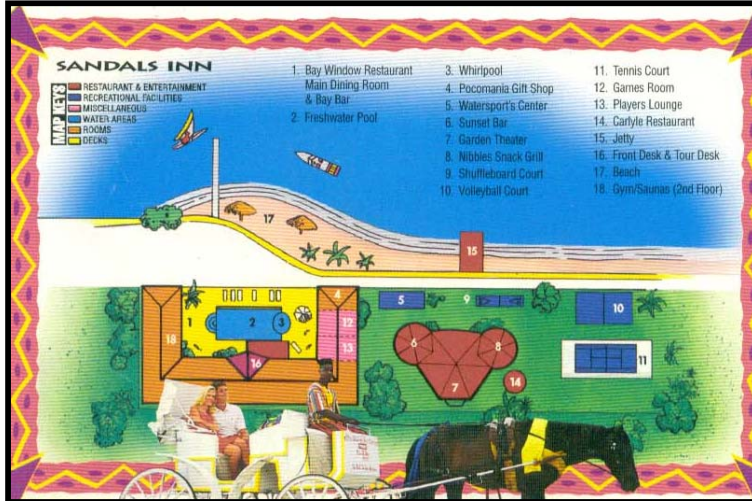 SANDALS INN
MAP KEYS
RESTAURANT & ENTERTAINMENT
RECREATIONAL FACILITIES
MISCELLANEOUS
WATER AREAS
ROOMS
DECKS
1. Bay Window Restaurant
Main Dining Room
& Bay Bar
2. Freshwater Pool
3. Whirlpool
4. Pocomania Gift Shop
5. Watersport's Center
6. Sunset Bar
7. Garden Theater
8. Nibbles Snack Grill
9. Shuffleboard Court
10. Volleyball Court
11. Tennis Court
12. Games Room
13. Players Lounge
14. Carlyle Restaurant
15. Jetty
16. Front Desk & Tour Desk
17. Beach
18. Gym/Saunas (2nd Floor)
17
15
4
5
9
10
1
2
3
12
18
13
6
8
16
11
7
14